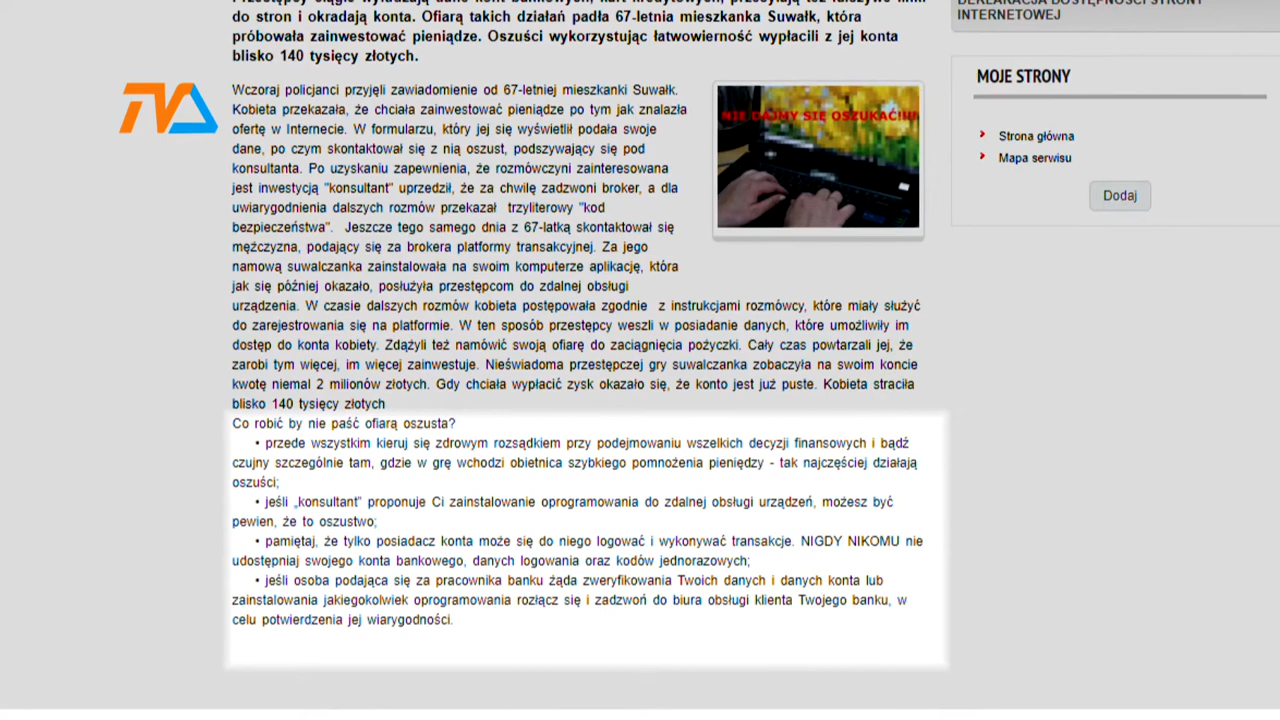 do stron i okradają konta. Ofiarą takich działań padła 67-letnia mieszkanka Suwałk, która
próbowała zainwestować pieniądze. Oszuści wykorzystując łatwowierność wypłacili z jej konta
blisko 140 tysięcy złotych.
Wczoraj policjanci przyjęli zawiadomienie od 67-letniej mieszkanki Suwałk.
Kobieta przekazała, że chciała zainwestować pieniądze po tym jak znalazła
ofertę w Internecie. W formularzu, który jej się wyświetlił podała swoje
dane, po czym skontaktował się z nią oszust, podszywający się pod
konsultanta. Po uzyskaniu zapewnienia, że rozmówczyni zainteresowana
jest inwestycją "konsultant" uprzedził, że za chwilę zadzwoni broker, a dla
uwiarygodnienia dalszych rozmów przekazał trzyliterowy "kod
bezpieczeństwa". Jeszcze tego samego dnia z 67-latką skontaktował się
mężczyzna, podający się za brokera platformy transakcyjnej. Za jego
namową suwalczanka zainstalowała na swoim komputerze aplikację, która
jak się później okazało, posłużyła przestępcom do zdalnej obsługi
urządzenia. W czasie dalszych rozmów kobieta postępowała zgodnie z instrukcjami rozmówcy, które miały służyć
do zarejestrowania się na platformie. W ten sposób przestępcy weszli w posiadanie danych, które umożliwiły im
dostęp do konta kobiety. Zdążyli też namówić swoją ofiarę do zaciągnięcia pożyczki. Cały czas powtarzali jej, że
zarobi tym więcej, im więcej zainwestuje. Nieświadoma przestępczej gry suwalczanka zobaczyła na swoim koncie
kwotę niemal 2 milionów złotych. Gdy chciała wypłacić zysk okazało się, że konto jest już puste. Kobieta straciła
blisko 140 tysięcy złotych
Co robić by nie paść ofiarą oszusta?
• przede wszystkim kieruj się zdrowym rozsądkiem przy podejmowaniu wszelkich decyzji finansowych i bądź
czujny szczególnie tam, gdzie w grę wchodzi obietnica szybkiego pomnożenia pieniędzy - tak najczęściej działają
oszuści;
• jeśli „konsultant” proponuje Ci zainstalowanie oprogramowania do zdalnej obsługi urządzeń, możesz być
pewien, że to oszustwo;
• pamiętaj, że tylko posiadacz konta może się do niego logować i wykonywać transakcje. NIGDY NIKOMU nie
udostępniaj swojego konta bankowego, danych logowania oraz kodów jednorazowych;
• jeśli osoba podająca się za pracownika banku żąda zweryfikowania Twoich danych i danych konta lub
zainstalowania jakiegokolwiek oprogramowania rozłącz się i zadzwoń do biura obsługi klienta Twojego banku, w
celu potwierdzenia jej wiarygodności.
NIE DAJMY SIĘ OSZUKAĆ!!!
DEKLARACJA DOSTĘPNOŚCI STRONY
INTERNETOWEJ
MOJE STRONY
Strona główna
Mapa serwisu
Dodaj